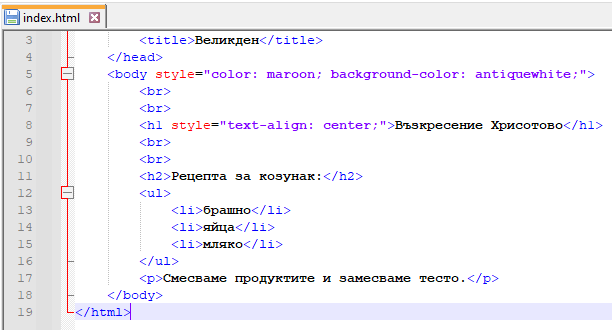 index.html
3 <title>Великден</title>
4 </head>
5 <body style="color: maroon; background-color: antiquewhite;">
6 <br>
7 <br>
8 <h1 style="text-align: center;">Възкресение Хрисотово</h1>
9 <br>
10 <br>
11 <h2>Рецепта за козунак:</h2>
12 <ul>
13 <li>брашно</li>
14 <li>яйца</li>
15 <li>мляко</li>
16 </ul>
17 <p>Смесваме продуктите и замесваме тесто.</p>
18 </body>
19 </html>